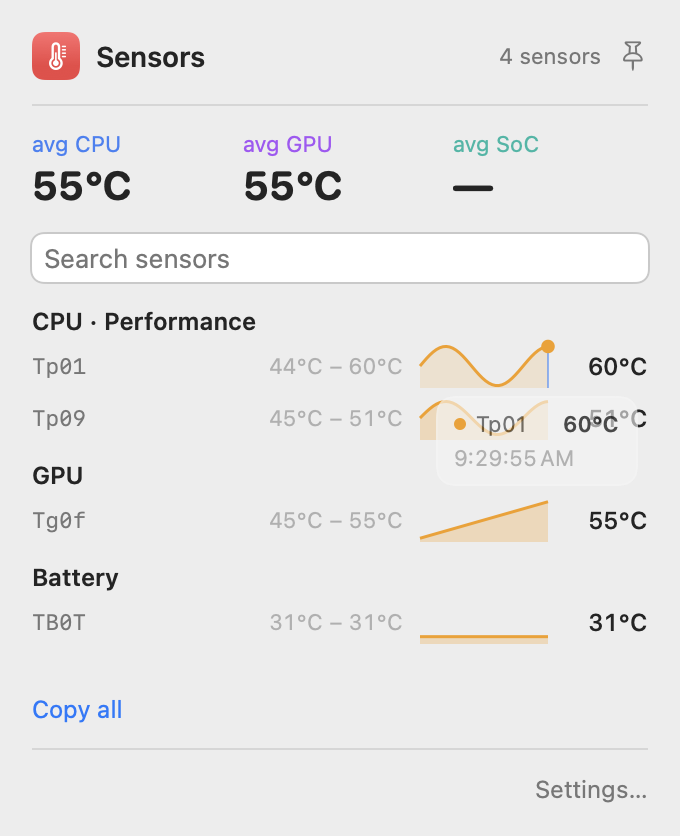 Sensors 4 sensors
avg CPU avg GPU avg SoC
55°C 55°C —
Search sensors
CPU · Performance
Tp01 44°C – 60°C 60°C
Tp09 45°C – 51°C 51°C
Tp01 60°C
9:29:55 AM
GPU
Tg0f 45°C – 55°C 55°C
Battery
TB0T 31°C – 31°C 31°C
Copy all
Settings...